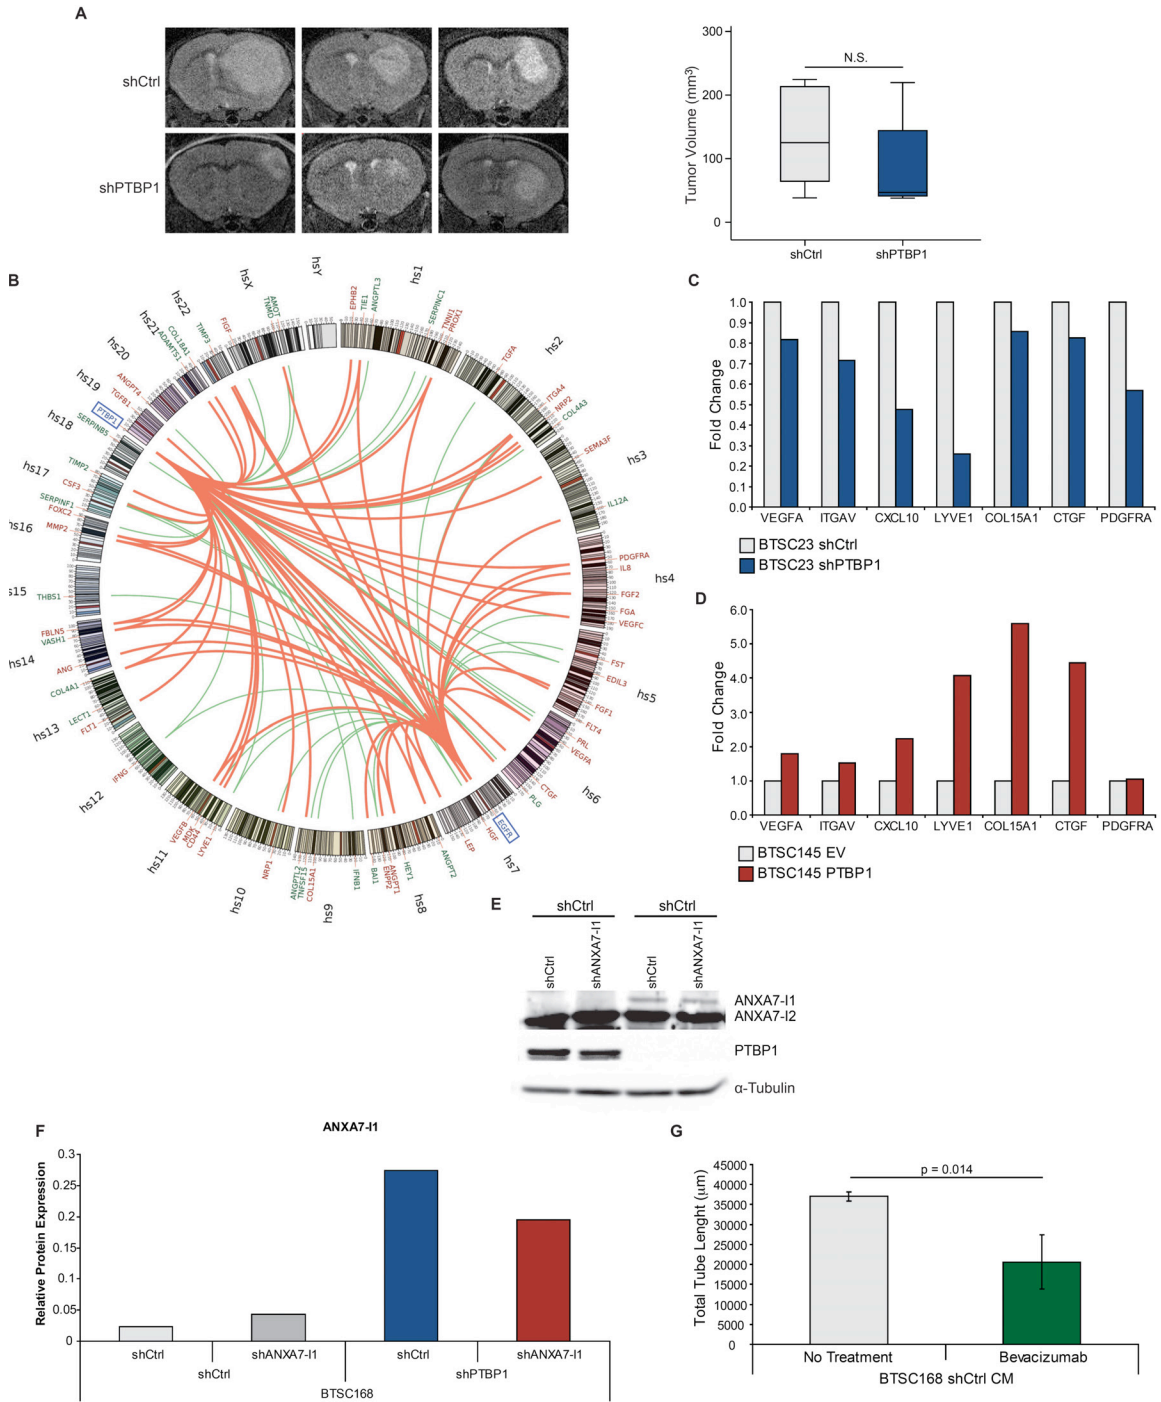 A
shCtrl
shPTBP1
Tumor Volume (mm³)
300
200
100
0
N.S.
shCtrl
shPTBP1
B
hs1
hs2
hs3
hs4
hs5
hs6
hs7
hs8
hs9
hs10
hs11
hs12
hs13
hs14
s15
hs16
hs17
hs18
hs19
hs20
hs21
hs22
hsX
hsY
EPHB2
TIE1
ANGPTL3
SERPINC1
TNNI1
PROX1
TGFA
ITGA4
NRP2
COL4A3
SEMA3F
IL12A
PDGFRA
IL8
FGF2
FGA
VEGFC
FST
EDIL3
FGF1
FLT4
PRL
VEGFA
CTGF
PLG
EGFR
HGF
LEP
ANGPT2
HEY1
ANGPT1
ENPP2
BAI1
IFNB1
COL15A1
TNFSF15
ANGPTL2
NRP1
LYVE1
CD44
MDK
VEGFB
IFNG
FLT1
LECT1
COL4A1
ANG
VASH1
FBLN5
THBS1
MMP2
FOXC2
SERPINF1
CSF3
TIMP2
SERPINB5
PTBP1
TGFB1
ANGPT4
ADAMTS1
COL18A1
TIMP3
FIGF
TNMD
AMOT
C
Fold Change
1.0
0.9
0.8
0.7
0.6
0.5
0.4
0.3
0.2
0.1
0.0
VEGFA ITGAV CXCL10 LYVE1 COL15A1 CTGF PDGFRA
BTSC23 shCtrl
BTSC23 shPTBP1
D
Fold Change
6.0
5.0
4.0
3.0
2.0
1.0
0.0
VEGFA ITGAV CXCL10 LYVE1 COL15A1 CTGF PDGFRA
BTSC145 EV
BTSC145 PTBP1
E
shCtrl shCtrl
shCtrl shANXA7-I1 shCtrl shANXA7-I1
ANXA7-I1
ANXA7-I2
PTBP1
α-Tubulin
F
ANXA7-I1
Relative Protein Expression
0.3
0.25
0.2
0.15
0.1
0.05
0
shCtrl shANXA7-I1 shCtrl shANXA7-I1
shCtrl shPTBP1
BTSC168
G
Total Tube Lenght (µm)
45000
40000
35000
30000
25000
20000
15000
10000
5000
0
p = 0.014
No Treatment Bevacizumab
BTSC168 shCtrl CM